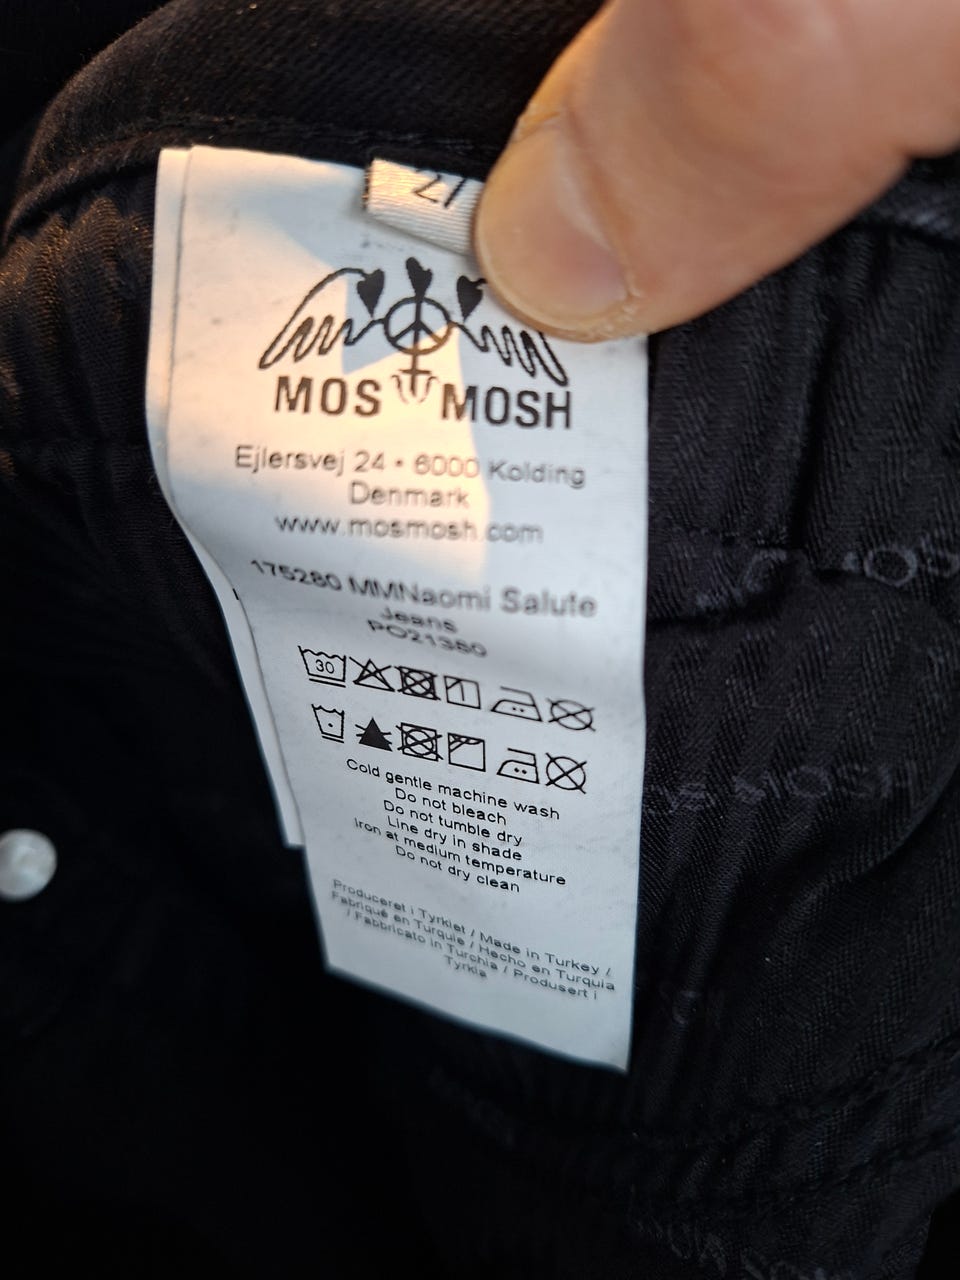 27
MOS MOSH
Ejlersvej 24 • 6000 Kolding
Denmark
www.mosmosh.com
175280 MMNaomi Salute
Jeans
PO21380
30
Cold gentle machine wash
Do not bleach
Do not tumble dry
Line dry in shade
Iron at medium temperature
Do not dry clean
Produceret i Tyrkiet / Made in Turkey /
Fabriqué en Turquie / Hecho en Turquia
/ Fabbricato in Turchia / Produsert i
Tyrkia
MOSH